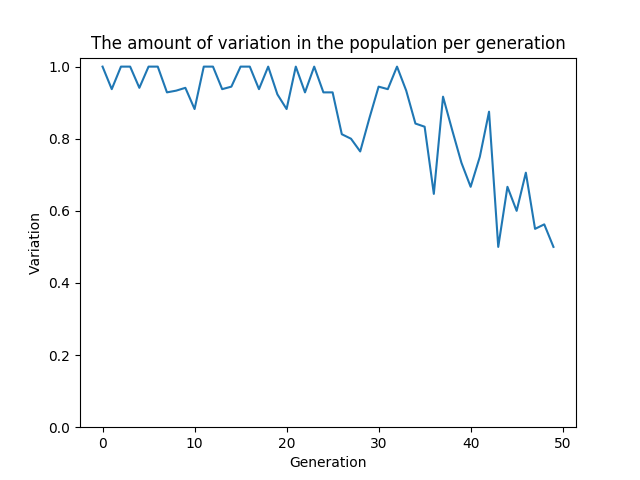 The amount of variation in the population per generation
1.0
0.8
0.6
0.4
0.2
0.0
Variation
0 10 20 30 40 50
Generation